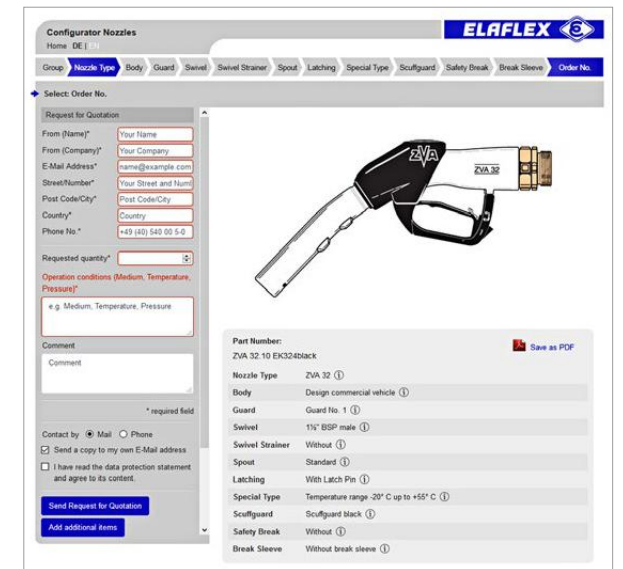 Configurator Nozzles
ELAFLEX
Home DE | EN
Group Nozzle Type Body Guard Swivel Swivel Strainer Spout Latching Special Type Scuffguard Safety Break Break Sleeve Order No.
Select: Order No.
Request for Quotation
From (Name)* Your Name
From (Company)* Your Company
E-Mail Address* name@example.com
Street/Number* Your Street and Numl
Post Code/City* Post Code/City
Country* Country
Phone No.* +49 (40) 540 00 5-0
Requested quantity*
Operation conditions (Medium, Temperature,
Pressure)*
e.g. Medium, Temperature, Pressure
Comment
Comment
* required field
Contact by Mail Phone
Send a copy to my own E-Mail address
I have read the data protection statement
and agree to its content.
Send Request for Quotation
Add additional items
ZVA
ZVA 32
Part Number:
ZVA 32.10 EK324black
Save as PDF
Nozzle Type ZVA 32
Body Design commercial vehicle
Guard Guard No. 1
Swivel 1½" BSP male
Swivel Strainer Without
Spout Standard
Latching With Latch Pin
Special Type Temperature range -20° C up to +55° C
Scuffguard Scuffguard black
Safety Break Without
Break Sleeve Without break sleeve